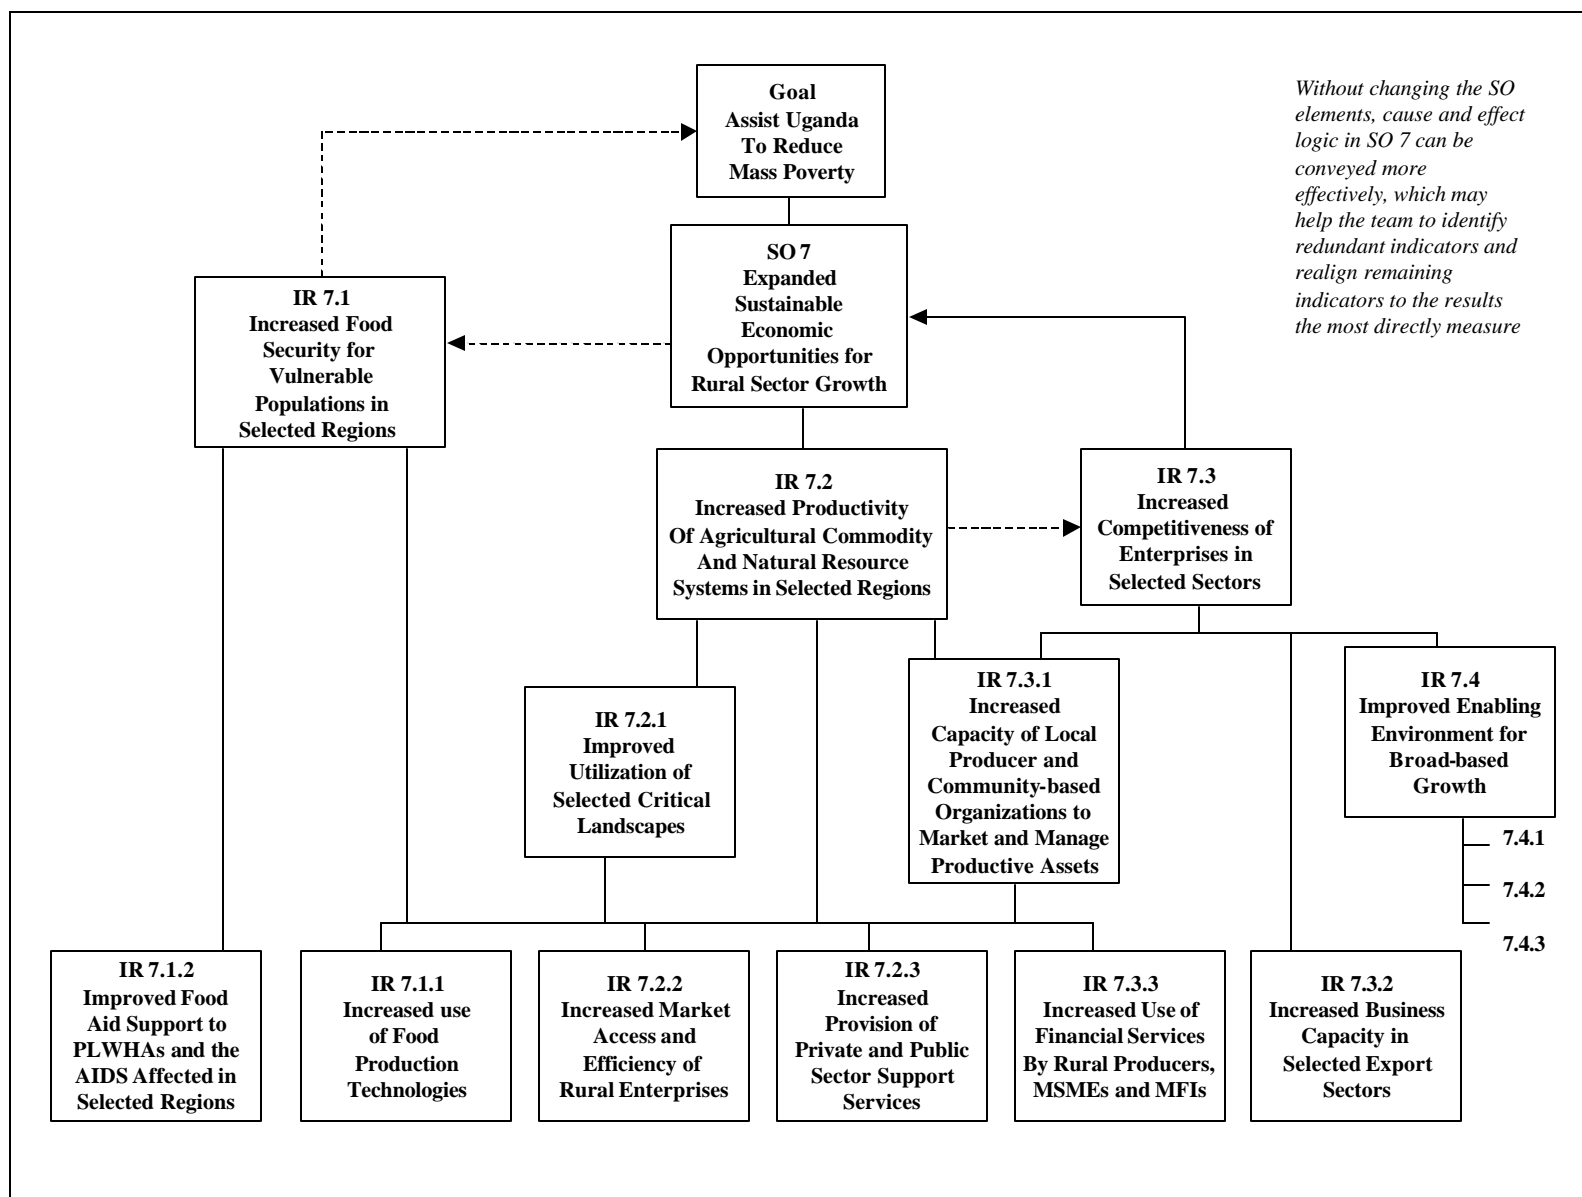 Goal
Assist Uganda
To Reduce
Mass Poverty
Without changing the SO
elements, cause and effect
logic in SO 7 can be
conveyed more
effectively, which may
help the team to identify
redundant indicators and
realign remaining
indicators to the results
the most directly measure
SO 7
Expanded
Sustainable
Economic
Opportunities for
Rural Sector Growth
IR 7.1
Increased Food
Security for
Vulnerable
Populations in
Selected Regions
IR 7.2
Increased Productivity
Of Agricultural Commodity
And Natural Resource
Systems in Selected Regions
IR 7.3
Increased
Competitiveness of
Enterprises in
Selected Sectors
IR 7.2.1
Improved
Utilization of
Selected Critical
Landscapes
IR 7.3.1
Increased
Capacity of Local
Producer and
Community-based
Organizations to
Market and Manage
Productive Assets
IR 7.4
Improved Enabling
Environment for
Broad-based
Growth
7.4.1
7.4.2
7.4.3
IR 7.1.2
Improved Food
Aid Support to
PLWHAs and the
AIDS Affected in
Selected Regions
IR 7.1.1
Increased use
of Food
Production
Technologies
IR 7.2.2
Increased Market
Access and
Efficiency of
Rural Enterprises
IR 7.2.3
Increased
Provision of
Private and Public
Sector Support
Services
IR 7.3.3
Increased Use of
Financial Services
By Rural Producers,
MSMEs and MFIs
IR 7.3.2
Increased Business
Capacity in
Selected Export
Sectors